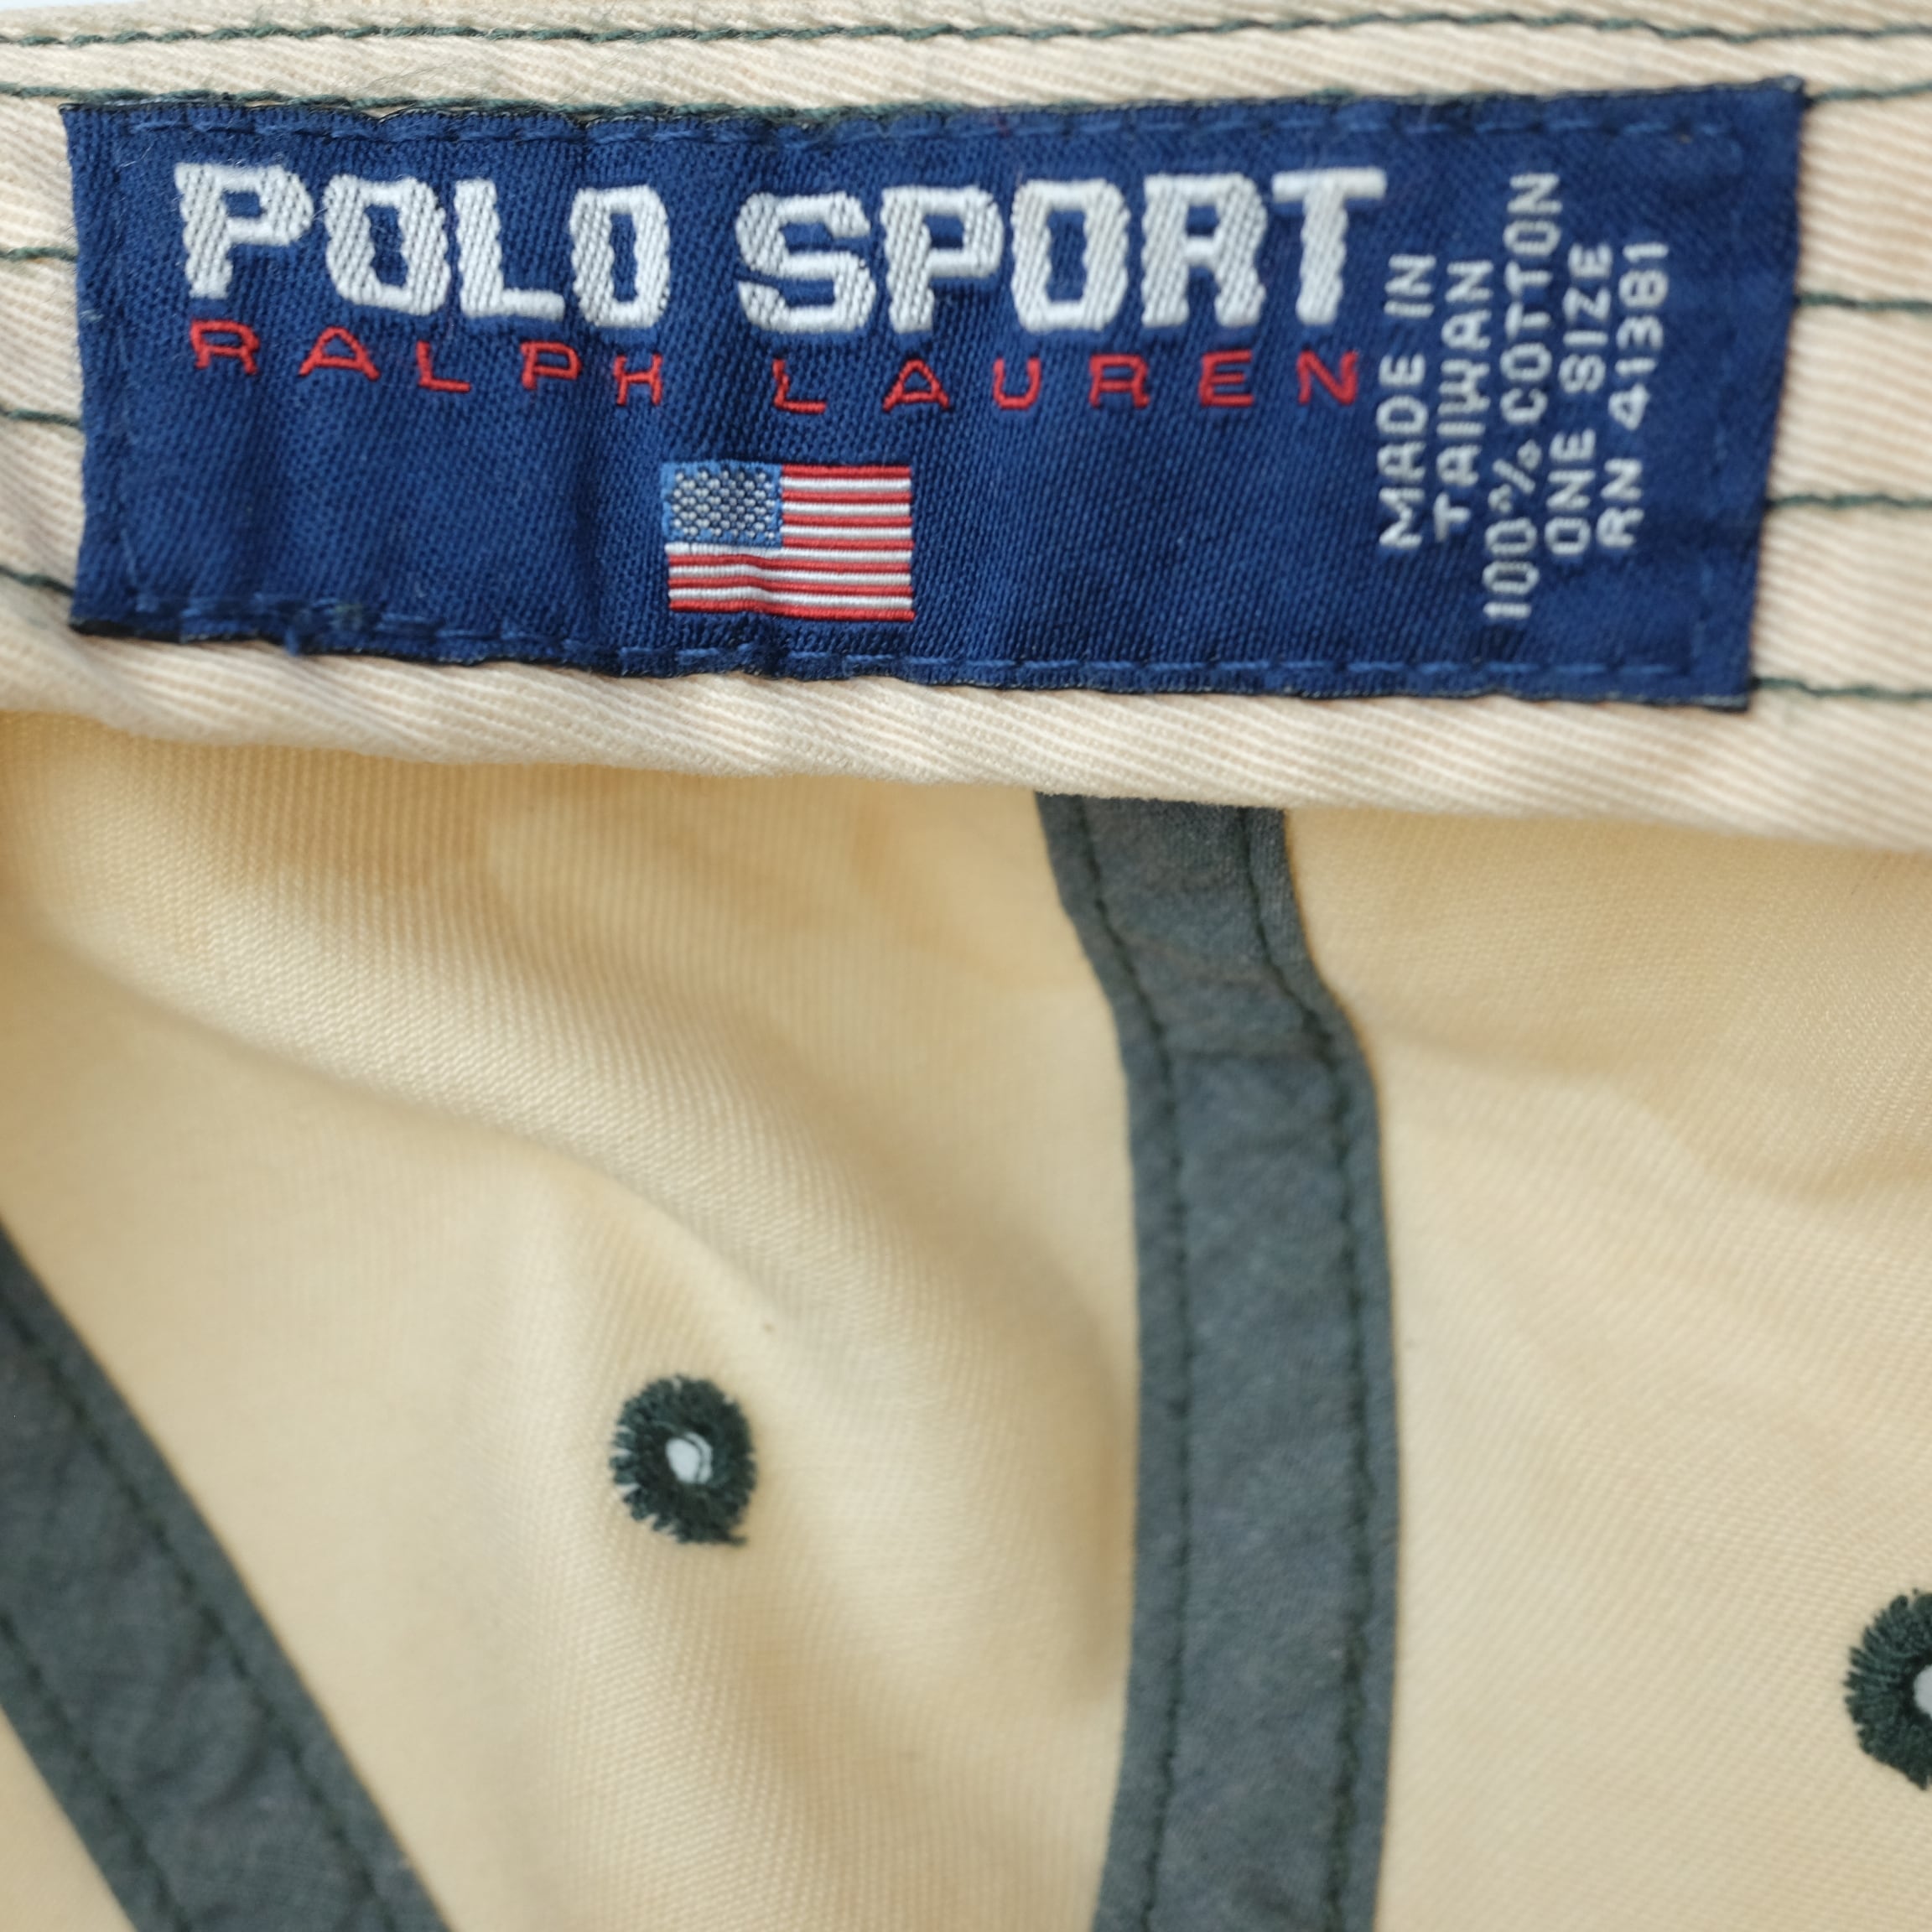 POLO SPORT
RALPH LAUREN
MADE IN
TAIWAN
100% COTTON
ONE SIZE
RN 41381